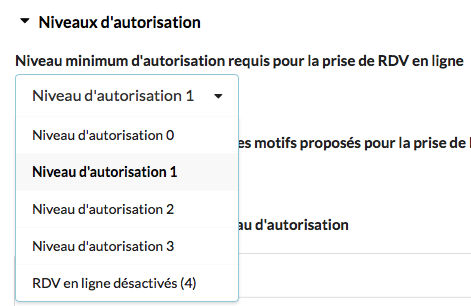 Niveaux d'autorisation
Niveau minimum d'autorisation requis pour la prise de RDV en ligne
Niveau d'autorisation 1
Niveau d'autorisation 0
es motifs proposés pour la prise de
Niveau d'autorisation 1
Niveau d'autorisation 2
au d'autorisation
Niveau d'autorisation 3
RDV en ligne désactivés (4)